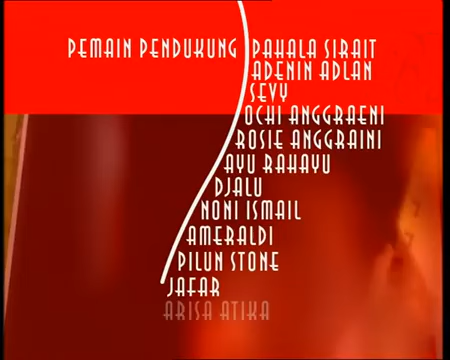 PEMAIN PENDUKUNG PAHALA SIRAIT
ADENIN ADLAN
SEVY
OCHI ANGGRAENI
ROSIE ANGGRAINI
AYU RAHAYU
DJALU
NONI ISMAIL
AMERALDI
PILUN STONE
JAFAR
ARISA ATIKA